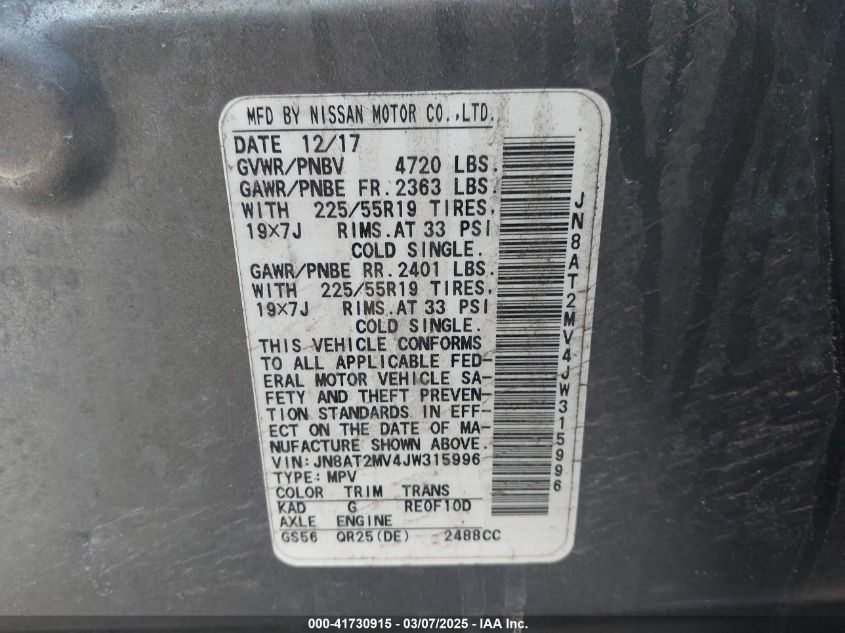 MFD BY NISSAN MOTOR CO.,LTD.
DATE 12/17
GVWR/PNBV 4720 LBS.
GAWR/PNBE FR.2363 LBS.
WITH 225/55R19 TIRES.
19×7J RIMS.AT 33 PSI
COLD SINGLE.
GAWR/PNBE RR.2401 LBS.
WITH 225/55R19 TIRES.
19×7J RIMS.AT 33 PSI
COLD SINGLE.
THIS VEHICLE CONFORMS
TO ALL APPLICABLE FED-
ERAL MOTOR VEHICLE SA-
FETY AND THEFT PREVEN-
TION STANDARDS IN EFF-
ECT ON THE DATE OF MA-
NUFACTURE SHOWN ABOVE.
VIN:JN8AT2MV4JW315996
TYPE:MPV
COLOR TRIM TRANS
KAD G RE0F10D
AXLE ENGINE
GS56 QR25(DE) 2488CC
JN8AT2MV4JW315996
000-41730915 - 03/07/2025 - © IAA Inc.